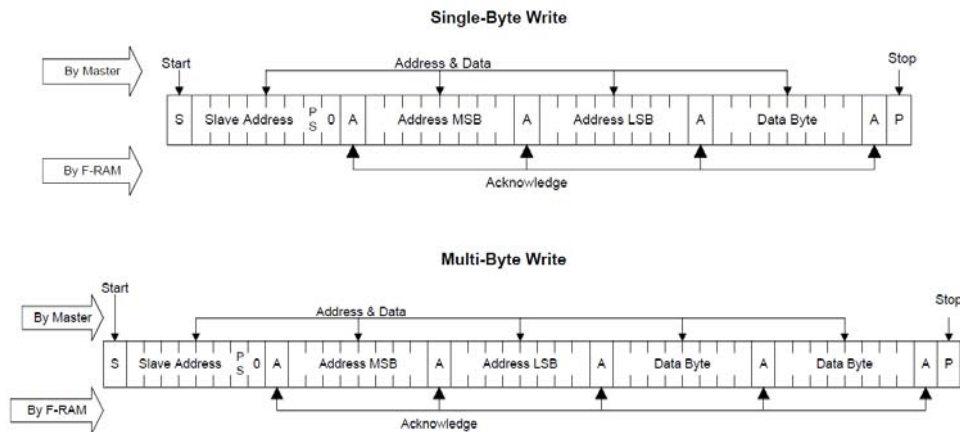 Single-Byte Write
By Master
Start
Address & Data
Stop
S Slave Address P S 0 A Address MSB A Address LSB A Data Byte A P
By F-RAM
Acknowledge
Multi-Byte Write
Start
By Master
Address & Data
Stop
S Slave Address P S 0 A Address MSB A Address LSB A Data Byte A Data Byte A P
By F-RAM
Acknowledge